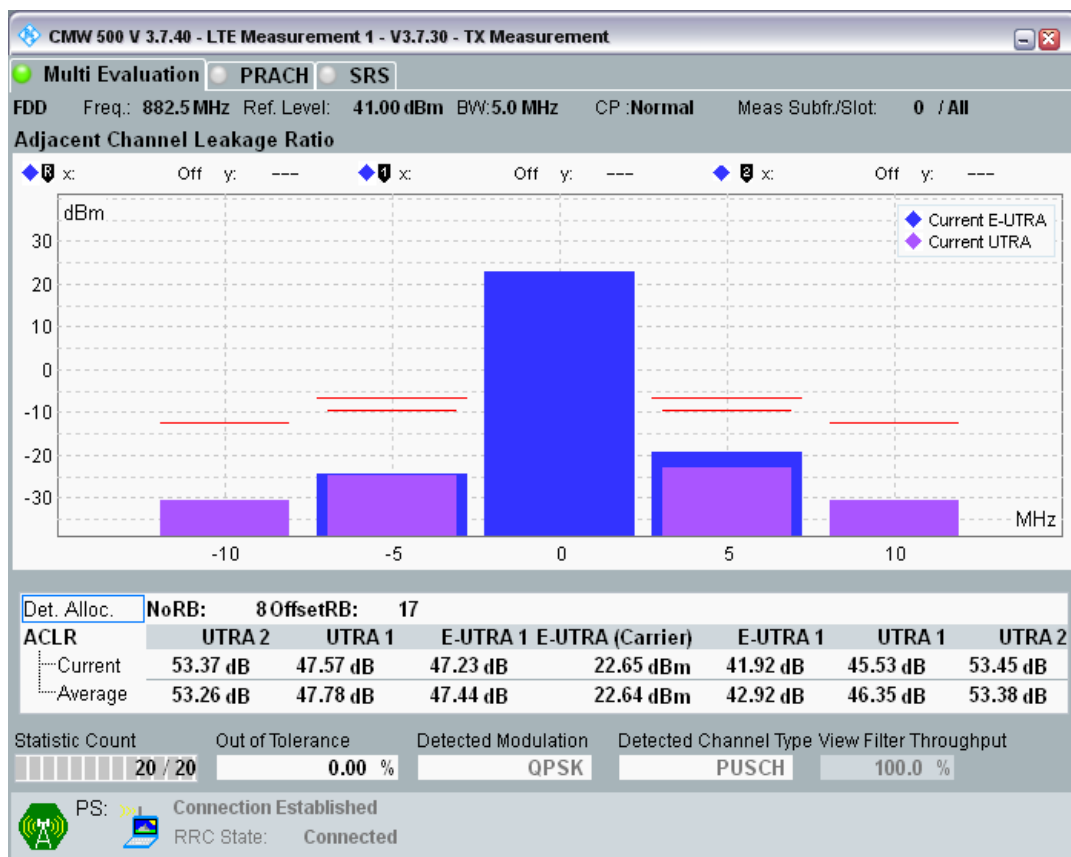 CMW 500 V 3.7.40 - LTE Measurement 1 - V3.7.30 - TX Measurement
Multi Evaluation PRACH SRS
FDD Freq.: 882.5 MHz Ref. Level: 41.00 dBm BW:5.0 MHz CP :Normal Meas Subfr./Slot: 0 / All
Adjacent Channel Leakage Ratio
R x: Off y: --- 1 x: Off y: --- 2 x: Off y: ---
dBm
Current E-UTRA
Current UTRA
30
20
10
0
-10
-20
-30
MHz
-10 -5 0 5 10
Det. Alloc. NoRB: 8 OffsetRB: 17
ACLR UTRA 2 UTRA 1 E-UTRA 1 E-UTRA (Carrier) E-UTRA 1 UTRA 1 UTRA 2
Current 53.37 dB 47.57 dB 47.23 dB 22.65 dBm 41.92 dB 45.53 dB 53.45 dB
Average 53.26 dB 47.78 dB 47.44 dB 22.64 dBm 42.92 dB 46.35 dB 53.38 dB
Statistic Count Out of Tolerance Detected Modulation Detected Channel Type View Filter Throughput
20 / 20 0.00 % QPSK PUSCH 100.0 %
PS: Connection Established
RRC State: Connected